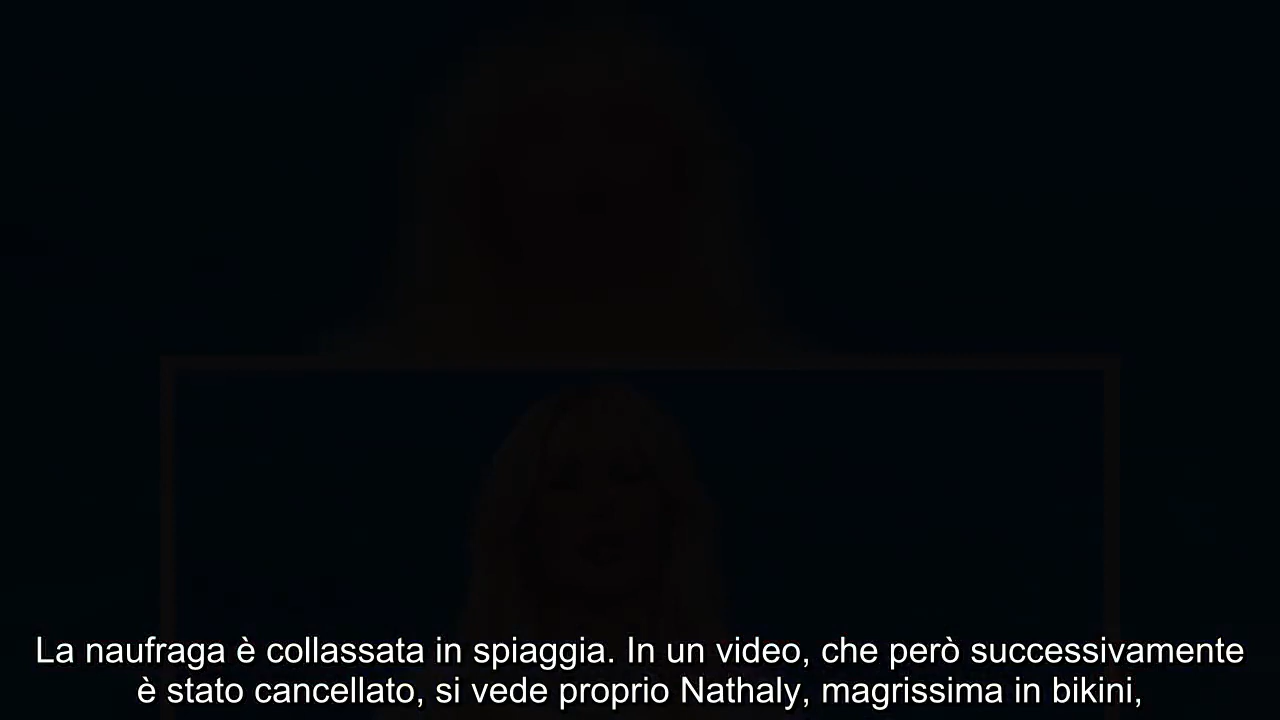 La naufraga è collassata in spiaggia. In un video, che però successivamente
è stato cancellato, si vede proprio Nathaly, magrissima in bikini,